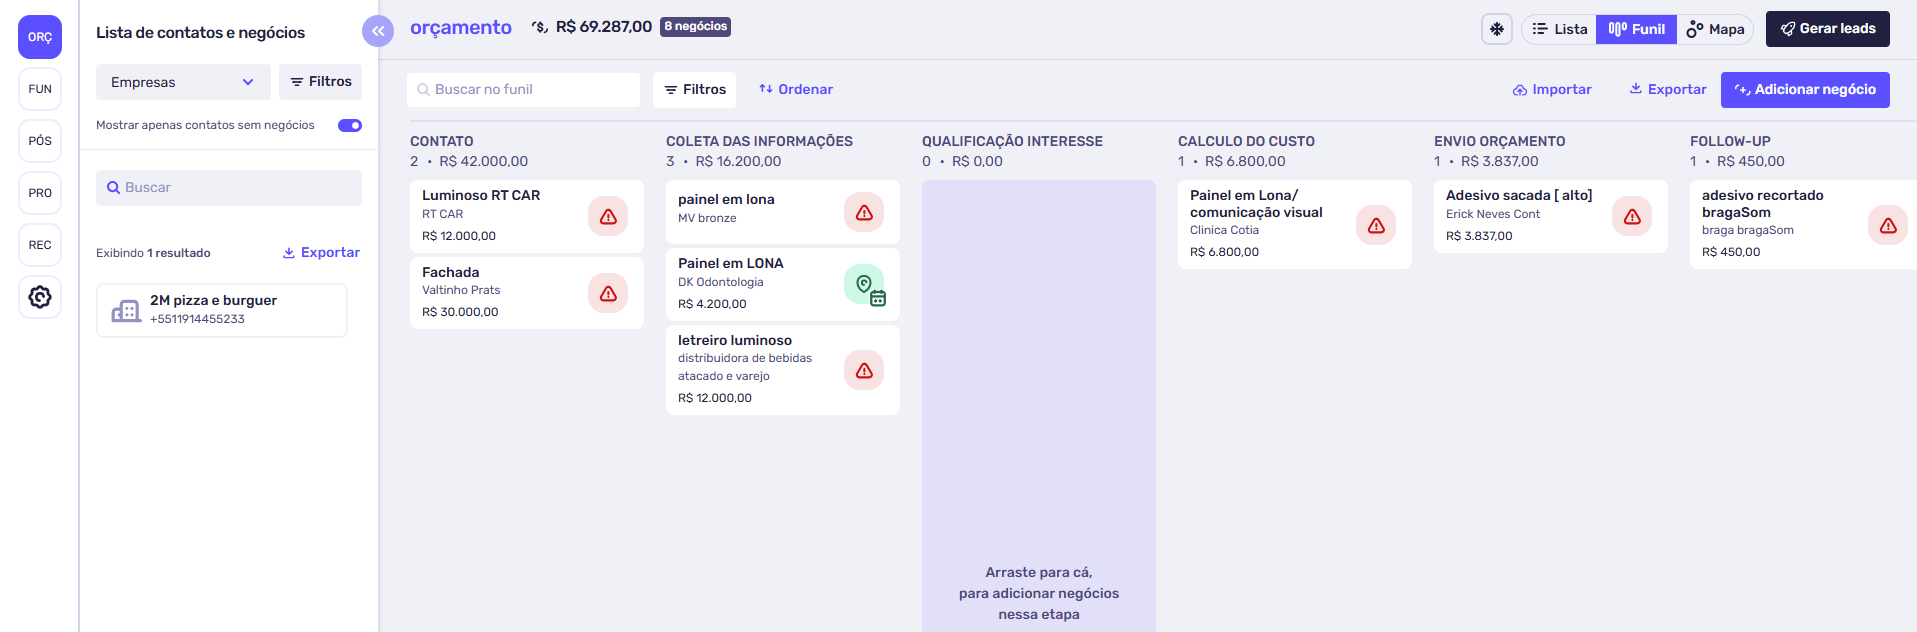 ORÇ
FUN
PÓS
PRO
REC
Lista de contatos e negócios
Empresas
Filtros
Mostrar apenas contatos sem negócios
Buscar
Exibindo 1 resultado
Exportar
2M pizza e burguer
+5511914455233
orçamento
R$ 69.287,00
8 negócios
Lista
Funil
Mapa
Gerar leads
Buscar no funil
Filtros
Ordenar
Importar
Exportar
Adicionar negócio
CONTATO
2 • R$ 42.000,00
Luminoso RT CAR
RT CAR
R$ 12.000,00
Fachada
Valtinho Prats
R$ 30.000,00
COLETA DAS INFORMAÇÕES
3 • R$ 16.200,00
painel em lona
MV bronze
Painel em LONA
DK Odontologia
R$ 4.200,00
letreiro luminoso
distribuidora de bebidas
atacado e varejo
R$ 12.000,00
QUALIFICAÇÃO INTERESSE
0 • R$ 0,00
Arraste para cá,
para adicionar negócios
nessa etapa
CALCULO DO CUSTO
1 • R$ 6.800,00
Painel em Lona/
comunicação visual
Clinica Cotia
R$ 6.800,00
ENVIO ORÇAMENTO
1 • R$ 3.837,00
Adesivo sacada [ alto]
Erick Neves Cont
R$ 3.837,00
FOLLOW-UP
1 • R$ 450,00
adesivo recortado
bragaSom
braga bragaSom
R$ 450,00